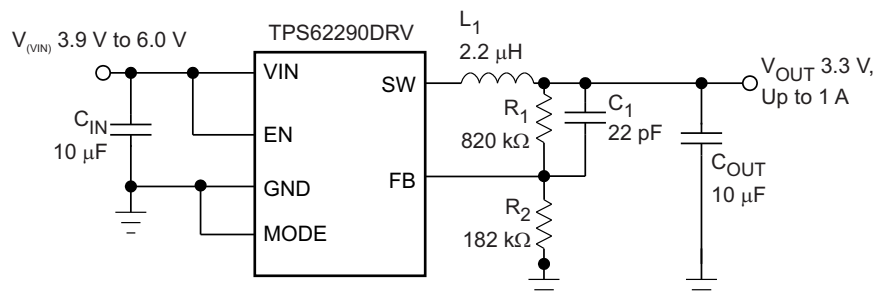 TPS62290DRV
V(VIN) 3.9 V to 6.0 V
L1
2.2 μH
VIN
SW
VOUT 3.3 V,
Up to 1 A
CIN
10 μF
EN
R1
820 kΩ
C1
22 pF
COUT
10 μF
GND
FB
MODE
R2
182 kΩ